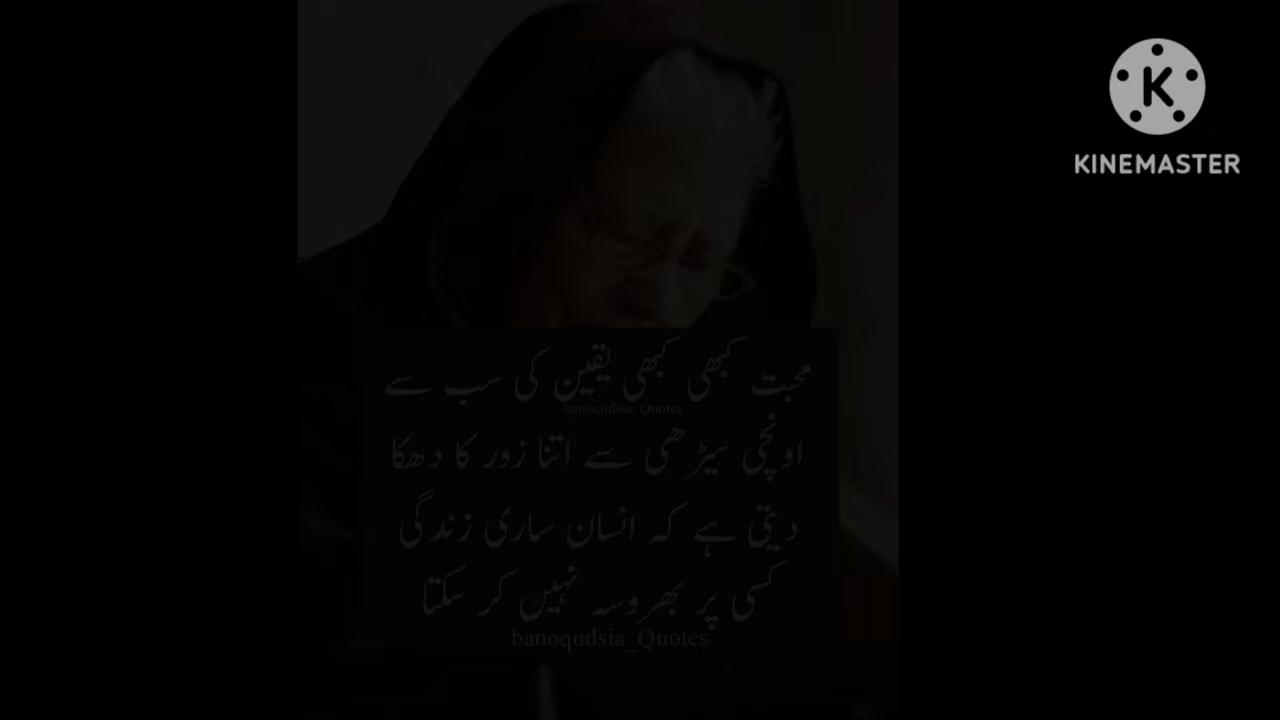 KINEMASTER
محبت کبھی کبھی یقین کی سب سے
banoqudsia_Quotes
اونچی سیڑھی سے اتنا زور کا دھکا
دیتی ہے کہ انسان ساری زندگی
کسی پر بھروسہ نہیں کر سکتا
banoqudsia_Quotes